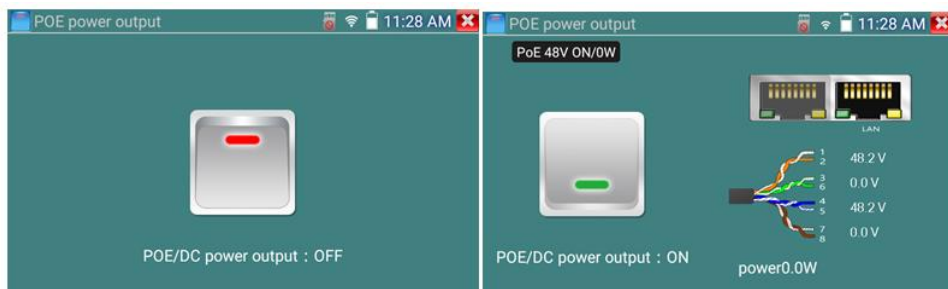 POE power output
11:28 AM
POE/DC power output：OFF
POE power output
11:28 AM
PoE 48V ON/0W
LAN
1
2
48.2 V
3
6
0.0 V
4
5
48.2 V
7
8
0.0 V
POE/DC power output：ON
power0.0W